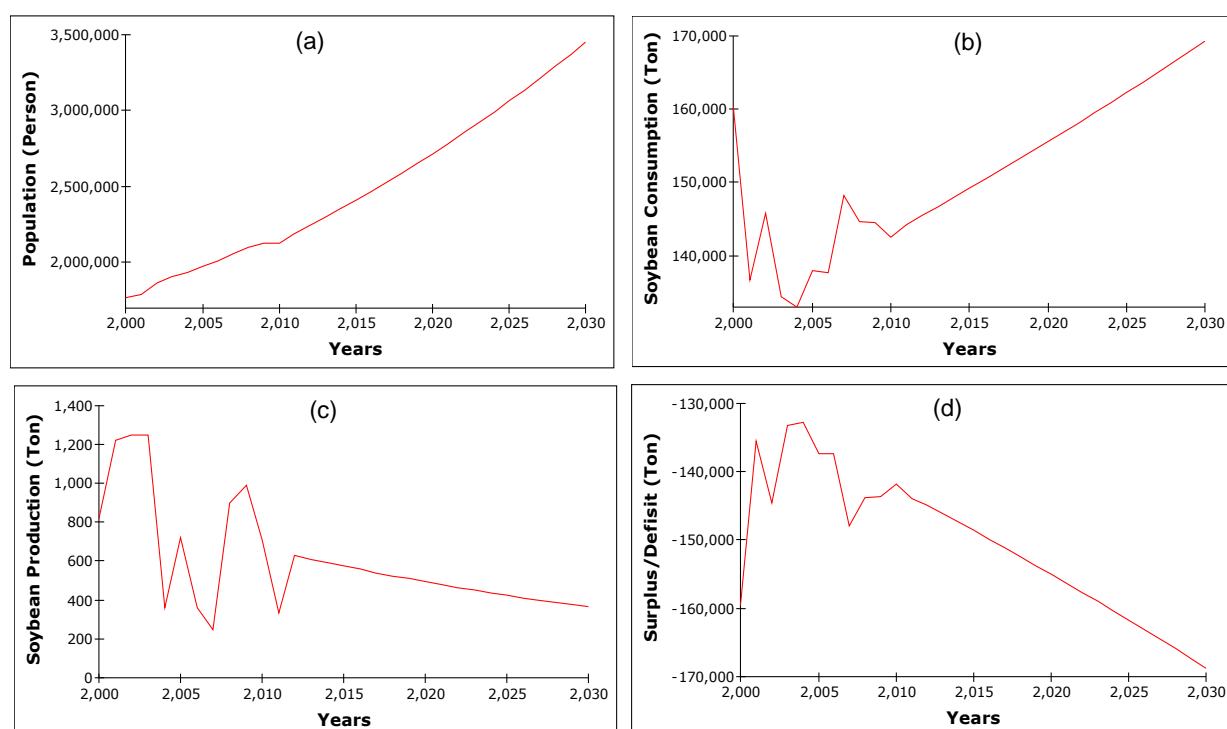 (a)
Population (Person)
3,500,000
3,000,000
2,500,000
2,000,000
2,000 2,005 2,010 2,015 2,020 2,025 2,030
Years
(b)
Soybean Consumption (Ton)
170,000
160,000
150,000
140,000
2,000 2,005 2,010 2,015 2,020 2,025 2,030
Years
(c)
Soybean Production (Ton)
1,400
1,200
1,000
800
600
400
200
0
2,000 2,005 2,010 2,015 2,020 2,025 2,030
Years
(d)
Surplus/Defisit (Ton)
-130,000
-140,000
-150,000
-160,000
-170,000
2,000 2,005 2,010 2,015 2,020 2,025 2,030
Years